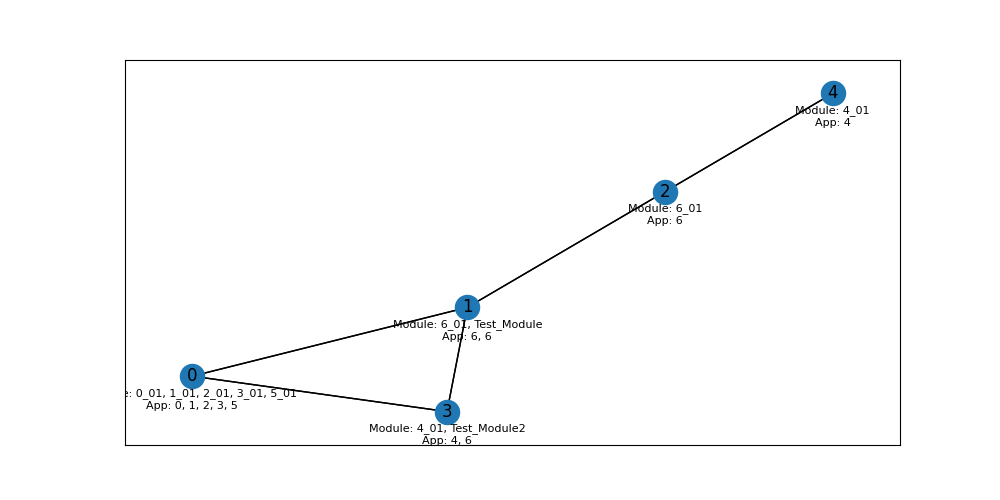 4
Module: 4_01
App: 4
2
Module: 6_01
App: 6
1
Module: 6_01, Test_Module
App: 6, 6
0
e: 0_01, 1_01, 2_01, 3_01, 5_01
App: 0, 1, 2, 3, 5
3
Module: 4_01, Test_Module2
App: 4, 6